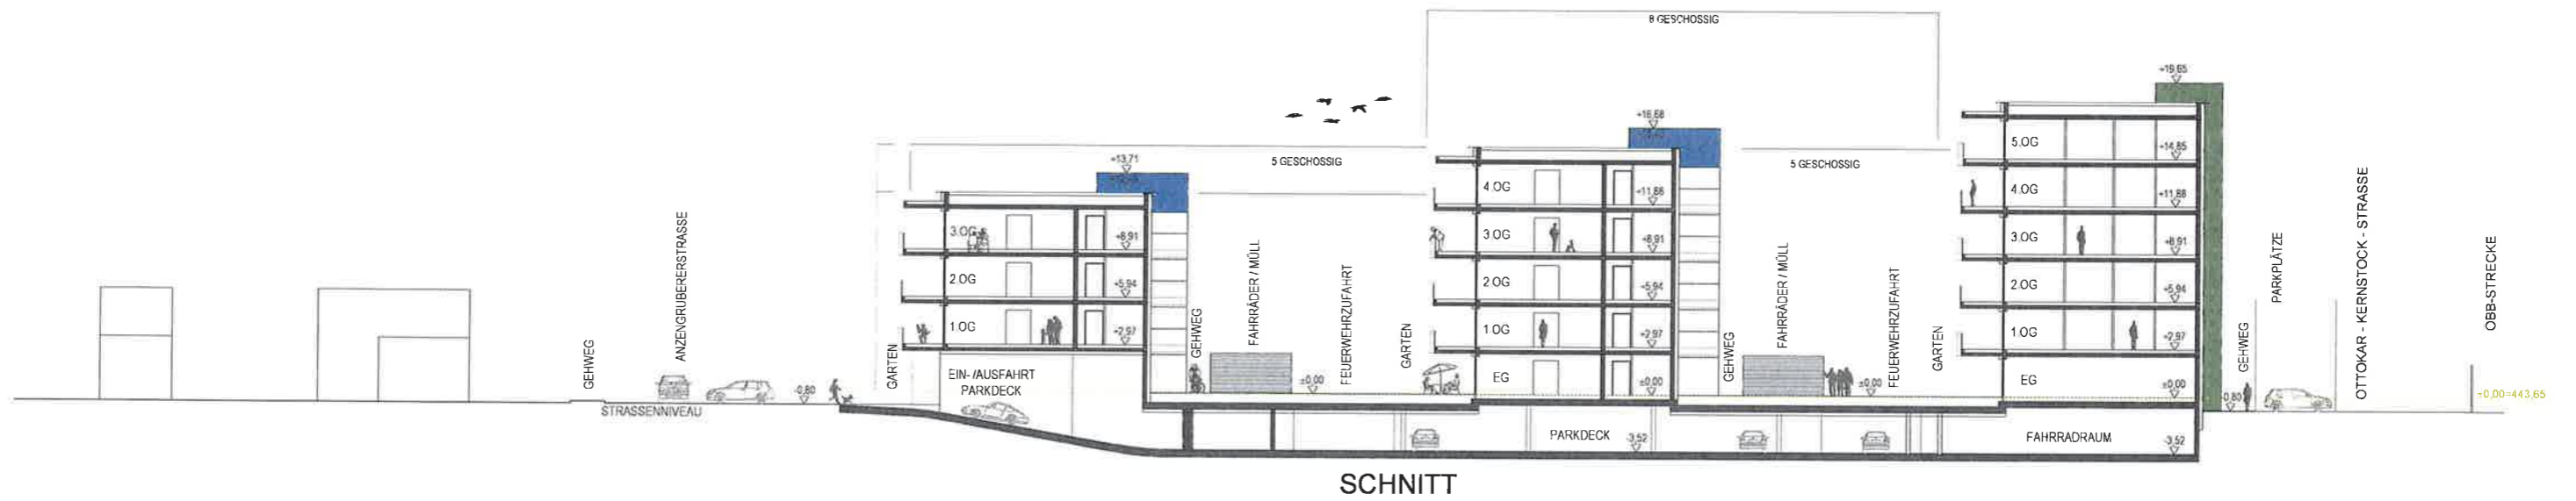 8 GESCHOSSIG
+19,65
+16,68
+13,71
5 GESCHOSSIG
5 GESCHOSSIG
5.OG
+14,85
4.OG
+11,88
4.OG
+11,88
3.OG
+8,91
3.OG
+8,91
3.OG
+8,91
2.OG
+5,94
2.OG
+5,94
2.OG
+5,94
1.OG
+2,97
1.OG
+2,97
1.OG
+2,97
GEHWEG
ANZENGRUBERSTRASSE
GARTEN
GEHWEG
FAHRRÄDER / MÜLL
FEUERWEHRZUFAHRT
GARTEN
GEHWEG
FAHRRÄDER / MÜLL
FEUERWEHRZUFAHRT
GARTEN
GEHWEG
PARKPLÄTZE
OTTOKAR - KERNSTOCK - STRASSE
ÖBB-STRECKE
EIN- /AUSFAHRT
PARKDECK
±0,00
EG
±0,00
±0,00
EG
±0,00
-0,80
-0,80
±0,00=443,65
STRASSENNIVEAU
PARKDECK
-3,52
FAHRRADRAUM
-3,52
SCHNITT